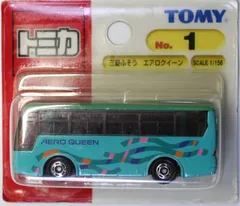 トミカ
TOMY
No. 1
三菱ふそう エアロクイーン
SCALE 1/156
AERO QUEEN